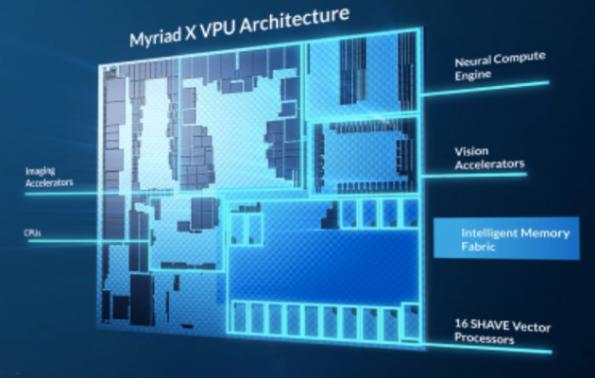 Myriad X VPU Architecture
Neural Compute
Engine
Vision
Accelerators
Imaging
Accelerators
CPUs
Intelligent Memory
Fabric
16 SHAVE Vector
Processors